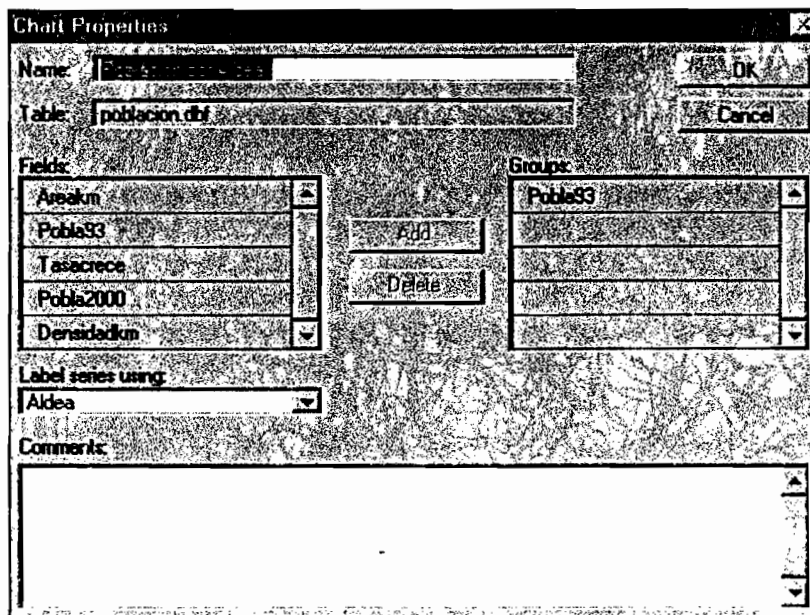 Chart Properties
Name:
OK
Table: poblacion.dbf
Cancel
Fields:
Groups:
Areakm
Pobla93
Pobla93
Add
Tasacrece
Delete
Pobla2000
Densidadkm
Label series using:
Aldea
Comments: